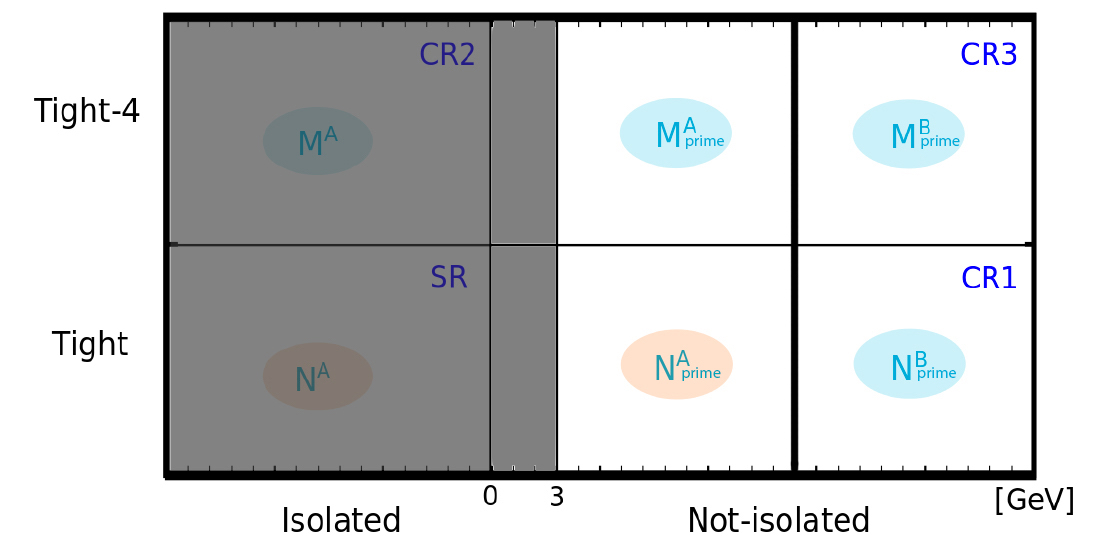 CR2
CR3
Tight-4
M^A
M^A_prime
M^B_prime
SR
CR1
Tight
N^A
N^A_prime
N^B_prime
0
3
[GeV]
Isolated
Not-isolated